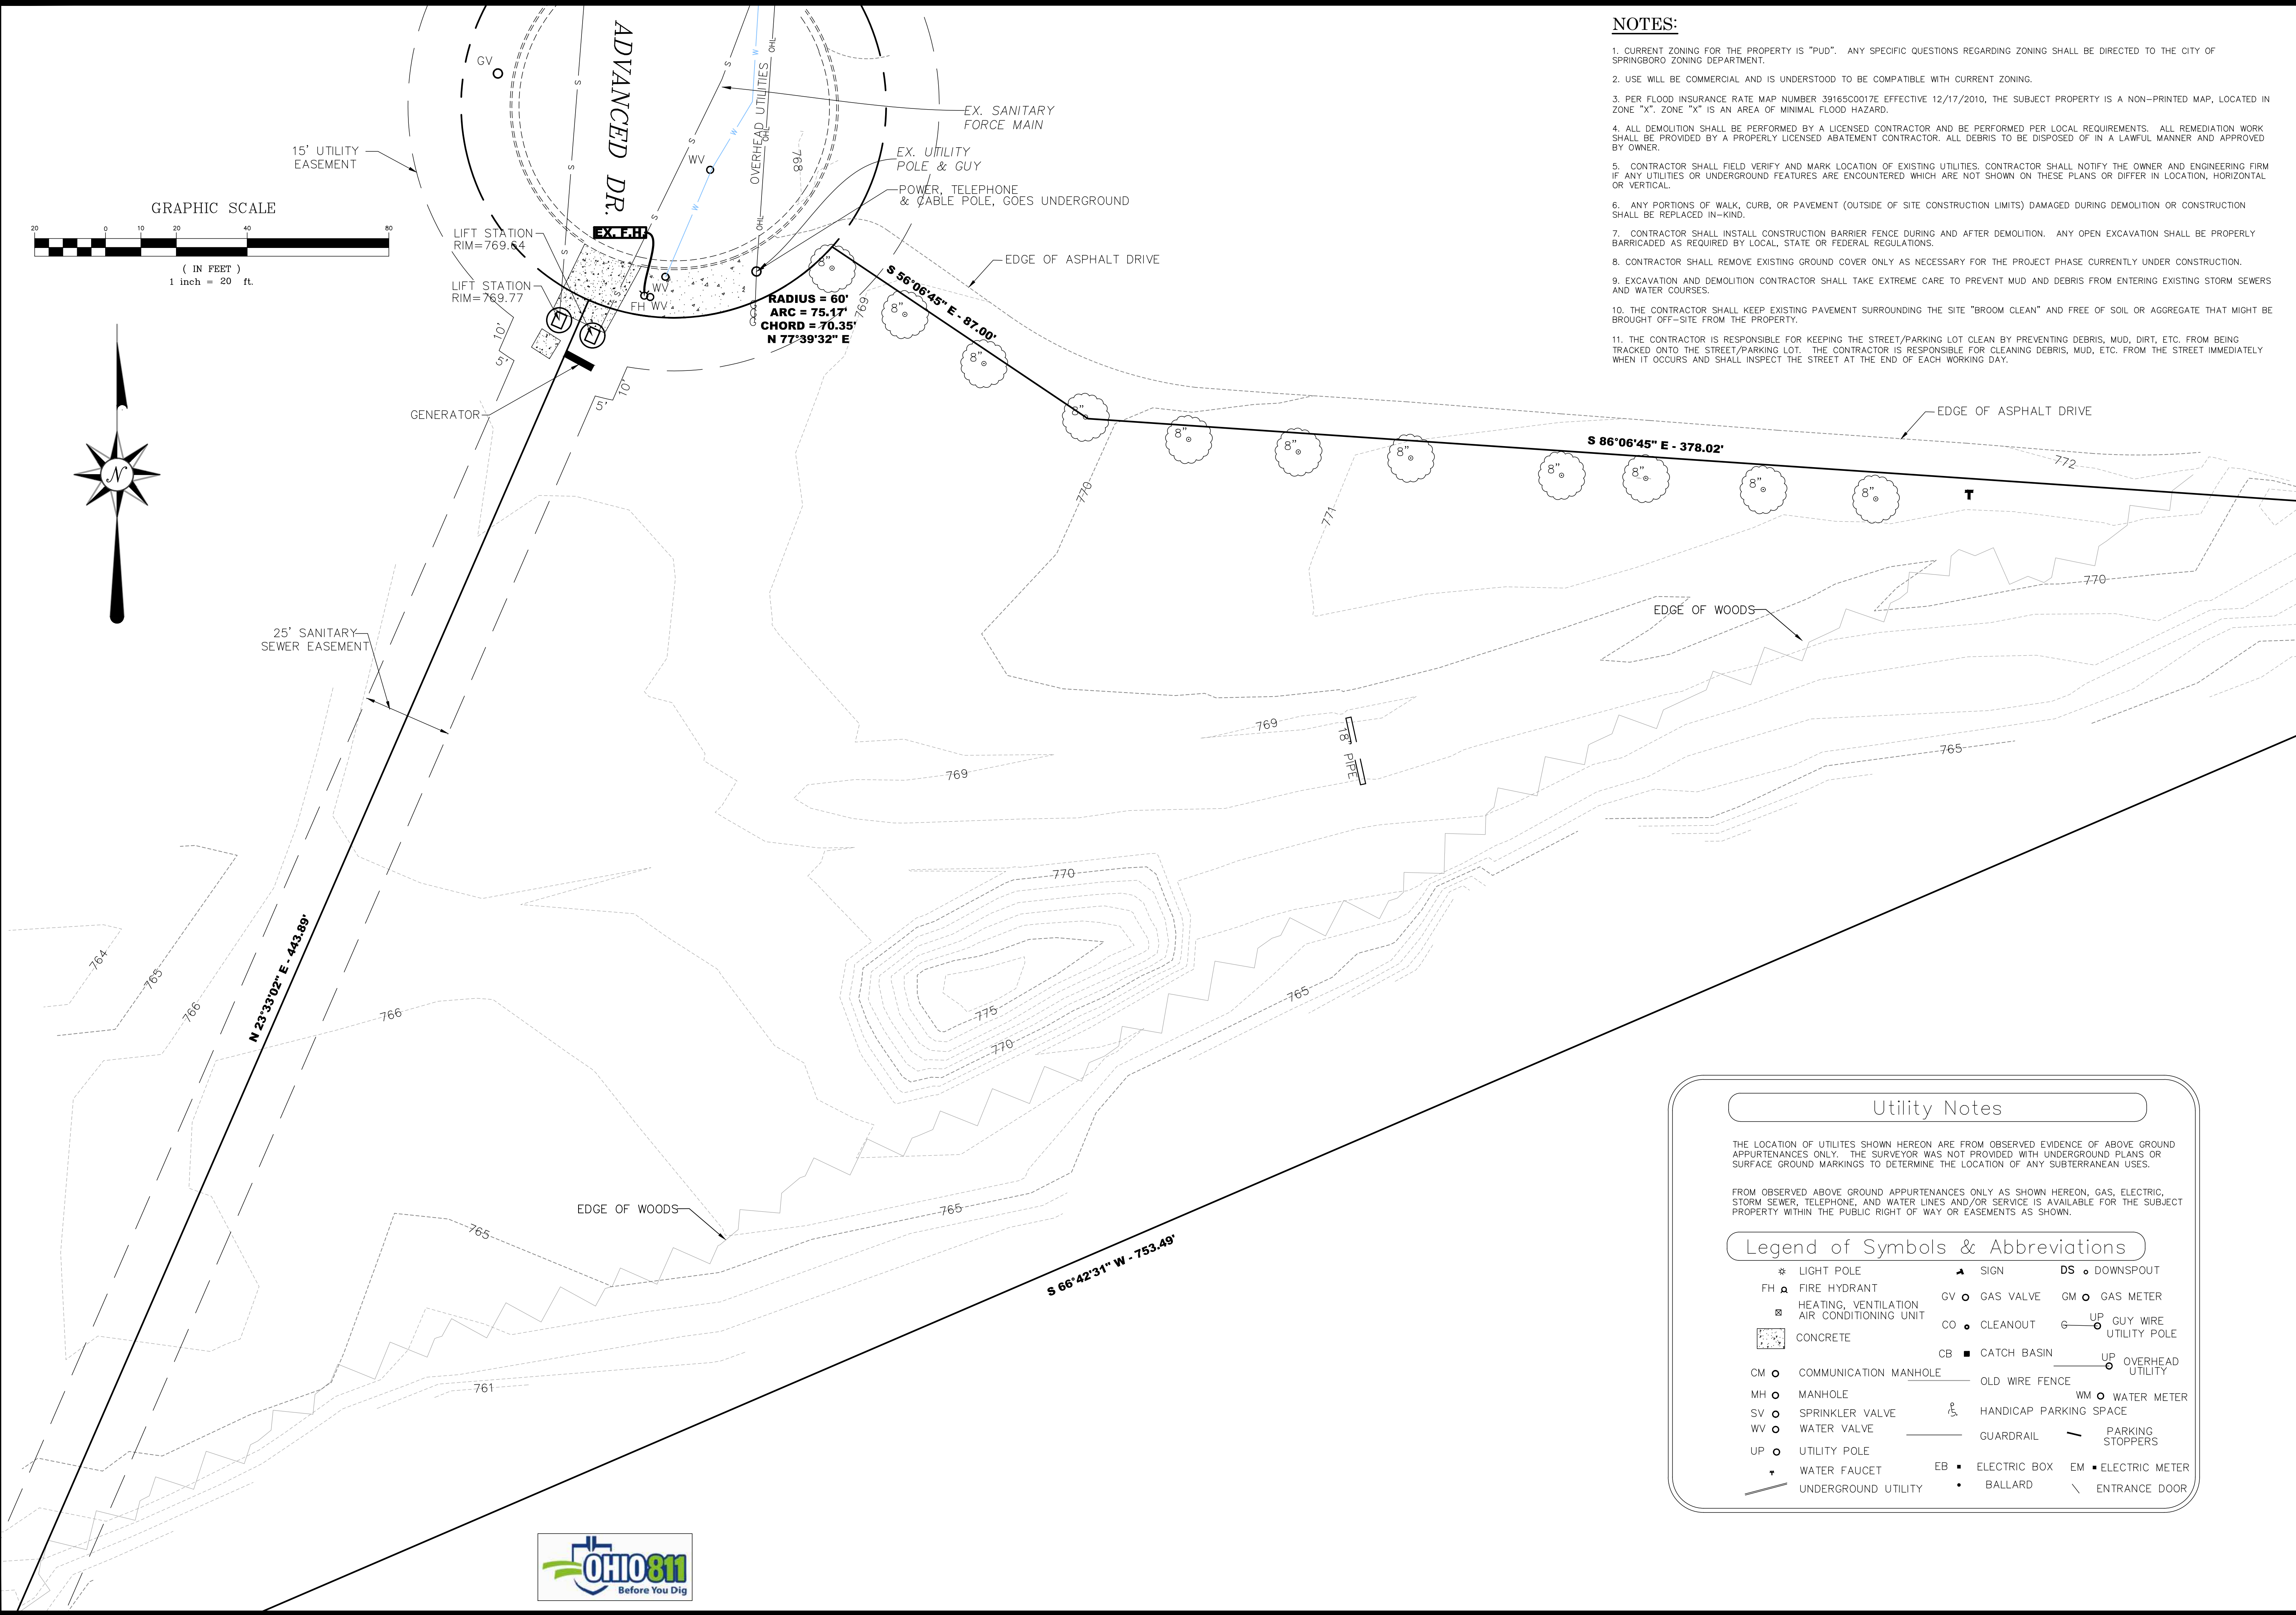 NOTES:
1. CURRENT ZONING FOR THE PROPERTY IS "PUD". ANY SPECIFIC QUESTIONS REGARDING ZONING SHALL BE DIRECTED TO THE CITY OF
SPRINGBORO ZONING DEPARTMENT.
2. USE WILL BE COMMERCIAL AND IS UNDERSTOOD TO BE COMPATIBLE WITH CURRENT ZONING.
3. PER FLOOD INSURANCE RATE MAP NUMBER 39165C0017E EFFECTIVE 12/17/2010, THE SUBJECT PROPERTY IS A NON-PRINTED MAP, LOCATED IN
ZONE "X". ZONE "X" IS AN AREA OF MINIMAL FLOOD HAZARD.
4. ALL DEMOLITION SHALL BE PERFORMED BY A LICENSED CONTRACTOR AND BE PERFORMED PER LOCAL REQUIREMENTS. ALL REMEDIATION WORK
SHALL BE PROVIDED BY A PROPERLY LICENSED ABATEMENT CONTRACTOR. ALL DEBRIS TO BE DISPOSED OF IN A LAWFUL MANNER AND APPROVED
BY OWNER.
5. CONTRACTOR SHALL FIELD VERIFY AND MARK LOCATION OF EXISTING UTILITIES. CONTRACTOR SHALL NOTIFY THE OWNER AND ENGINEERING FIRM
IF ANY UTILITIES OR UNDERGROUND FEATURES ARE ENCOUNTERED WHICH ARE NOT SHOWN ON THESE PLANS OR DIFFER IN LOCATION, HORIZONTAL
OR VERTICAL.
6. ANY PORTIONS OF WALK, CURB, OR PAVEMENT (OUTSIDE OF SITE CONSTRUCTION LIMITS) DAMAGED DURING DEMOLITION OR CONSTRUCTION
SHALL BE REPLACED IN-KIND.
7. CONTRACTOR SHALL INSTALL CONSTRUCTION BARRIER FENCE DURING AND AFTER DEMOLITION. ANY OPEN EXCAVATION SHALL BE PROPERLY
BARRICADED AS REQUIRED BY LOCAL, STATE OR FEDERAL REGULATIONS.
8. CONTRACTOR SHALL REMOVE EXISTING GROUND COVER ONLY AS NECESSARY FOR THE PROJECT PHASE CURRENTLY UNDER CONSTRUCTION.
9. EXCAVATION AND DEMOLITION CONTRACTOR SHALL TAKE EXTREME CARE TO PREVENT MUD AND DEBRIS FROM ENTERING EXISTING STORM SEWERS
AND WATER COURSES.
10. THE CONTRACTOR SHALL KEEP EXISTING PAVEMENT SURROUNDING THE SITE "BROOM CLEAN" AND FREE OF SOIL OR AGGREGATE THAT MIGHT BE
BROUGHT OFF-SITE FROM THE PROPERTY.
11. THE CONTRACTOR IS RESPONSIBLE FOR KEEPING THE STREET/PARKING LOT CLEAN BY PREVENTING DEBRIS, MUD, DIRT, ETC. FROM BEING
TRACKED ONTO THE STREET/PARKING LOT. THE CONTRACTOR IS RESPONSIBLE FOR CLEANING DEBRIS, MUD, ETC. FROM THE STREET IMMEDIATELY
WHEN IT OCCURS AND SHALL INSPECT THE STREET AT THE END OF EACH WORKING DAY.
GV
ADVANCED DR.
OVERHEAD UTILITIES
S
S
S
S
S
S
W
W
W
OHL
OHL
OHL
OHL
EX. SANITARY
FORCE MAIN
15' UTILITY
EASEMENT
WV
768
EX. UTILITY
POLE & GUY
POWER, TELEPHONE
& CABLE POLE, GOES UNDERGROUND
GRAPHIC SCALE
20 0 10 20 40 80
( IN FEET )
1 inch = 20 ft.
LIFT STATION
RIM=769.64
EX. F.H.
LIFT STATION
RIM=769.77
WV
FH WV
RADIUS = 60'
ARC = 75.17'
CHORD = 70.35'
N 77°39'32" E
769
S 56°06'45" E - 87.00'
EDGE OF ASPHALT DRIVE
8"
8"
8"
8"
8"
8"
8"
8"
8"
8"
8"
10'
5'
5'
10'
GENERATOR
N
EDGE OF ASPHALT DRIVE
S 86°06'45" E - 378.02'
772
T
770
771
770
EDGE OF WOODS
25' SANITARY
SEWER EASEMENT
769
18" PIPE
769
765
770
764
765
766
766
N 23°33'02" E - 443.89'
775
770
765
EDGE OF WOODS
765
765
S 66°42'31" W - 753.49'
761
Utility Notes
THE LOCATION OF UTILITES SHOWN HEREON ARE FROM OBSERVED EVIDENCE OF ABOVE GROUND
APPURTENANCES ONLY. THE SURVEYOR WAS NOT PROVIDED WITH UNDERGROUND PLANS OR
SURFACE GROUND MARKINGS TO DETERMINE THE LOCATION OF ANY SUBTERRANEAN USES.
FROM OBSERVED ABOVE GROUND APPURTENANCES ONLY AS SHOWN HEREON, GAS, ELECTRIC,
STORM SEWER, TELEPHONE, AND WATER LINES AND/OR SERVICE IS AVAILABLE FOR THE SUBJECT
PROPERTY WITHIN THE PUBLIC RIGHT OF WAY OR EASEMENTS AS SHOWN.
Legend of Symbols & Abbreviations
LIGHT POLE
FH FIRE HYDRANT
HEATING, VENTILATION
AIR CONDITIONING UNIT
CONCRETE
CM COMMUNICATION MANHOLE
MH MANHOLE
SV SPRINKLER VALVE
WV WATER VALVE
UP UTILITY POLE
WATER FAUCET
UNDERGROUND UTILITY
SIGN
GV GAS VALVE
CO CLEANOUT
CB CATCH BASIN
OLD WIRE FENCE
HANDICAP PARKING SPACE
GUARDRAIL
EB ELECTRIC BOX
BALLARD
DS DOWNSPOUT
GM GAS METER
G UP GUY WIRE
UTILITY POLE
UP OVERHEAD
UTILITY
WM WATER METER
PARKING
STOPPERS
EM ELECTRIC METER
ENTRANCE DOOR
OHIO811
Before You Dig